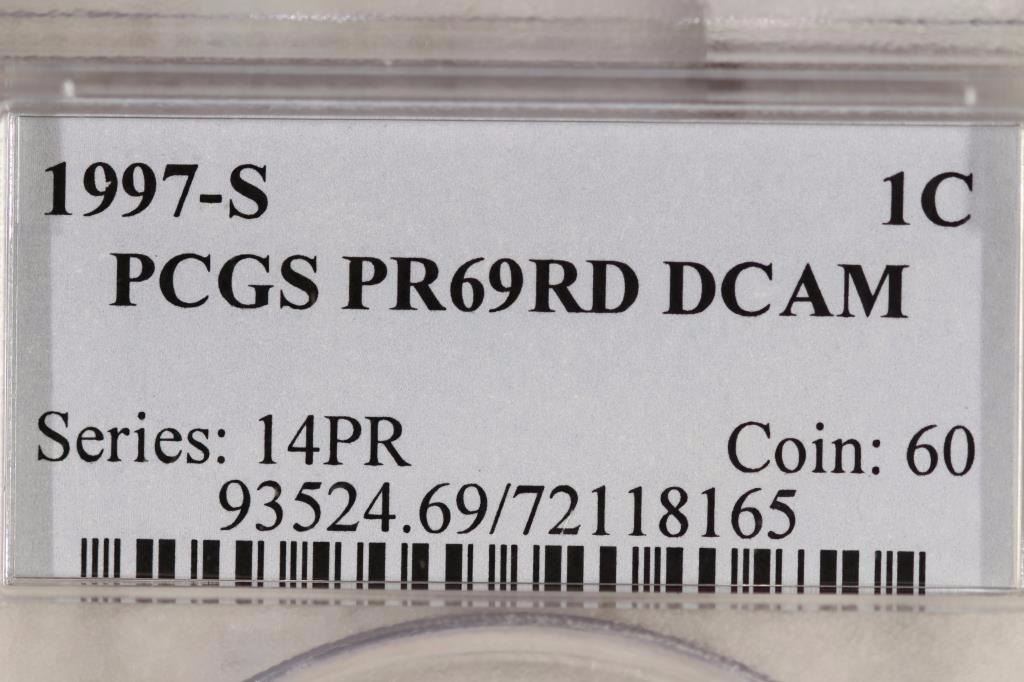 1997-S 1C
PCGS PR69RD DCAM
Series: 14PR Coin: 60
93524.69/72118165